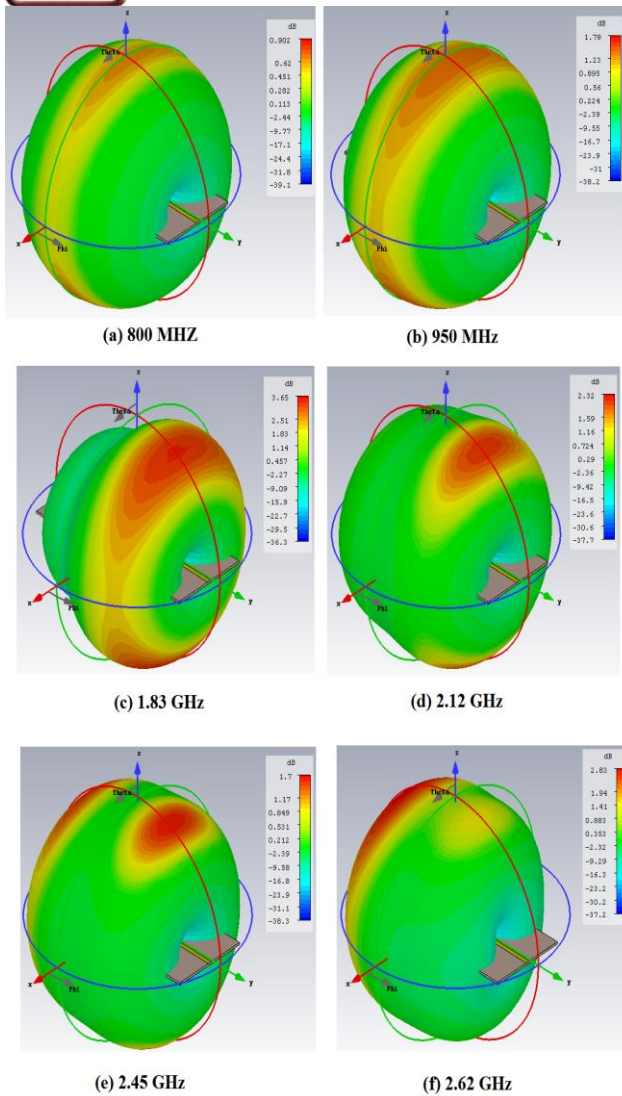 dB
0.902
0.62
0.451
0.282
0.113
-2.44
-9.77
-17.1
-24.4
-31.8
-39.1
z
Theta
x
Phi
y
(a) 800 MHZ
dB
1.79
1.23
0.895
0.56
0.224
-2.39
-9.55
-16.7
-23.9
-31
-38.2
z
Theta
x
Phi
y
(b) 950 MHz
dB
3.65
2.51
1.83
1.14
0.457
-2.27
-9.09
-15.9
-22.7
-29.5
-36.3
z
Theta
x
Phi
y
(c) 1.83 GHz
dB
2.32
1.59
1.16
0.724
0.29
-2.36
-9.42
-16.5
-23.6
-30.6
-37.7
z
Theta
x
Phi
y
(d) 2.12 GHz
dB
1.7
1.17
0.849
0.531
0.212
-2.39
-9.58
-16.8
-23.9
-31.1
-38.3
z
Theta
x
Phi
y
(e) 2.45 GHz
dB
2.83
1.94
1.41
0.883
0.353
-2.32
-9.29
-16.3
-23.2
-30.2
-37.2
z
Theta
x
Phi
y
(f) 2.62 GHz